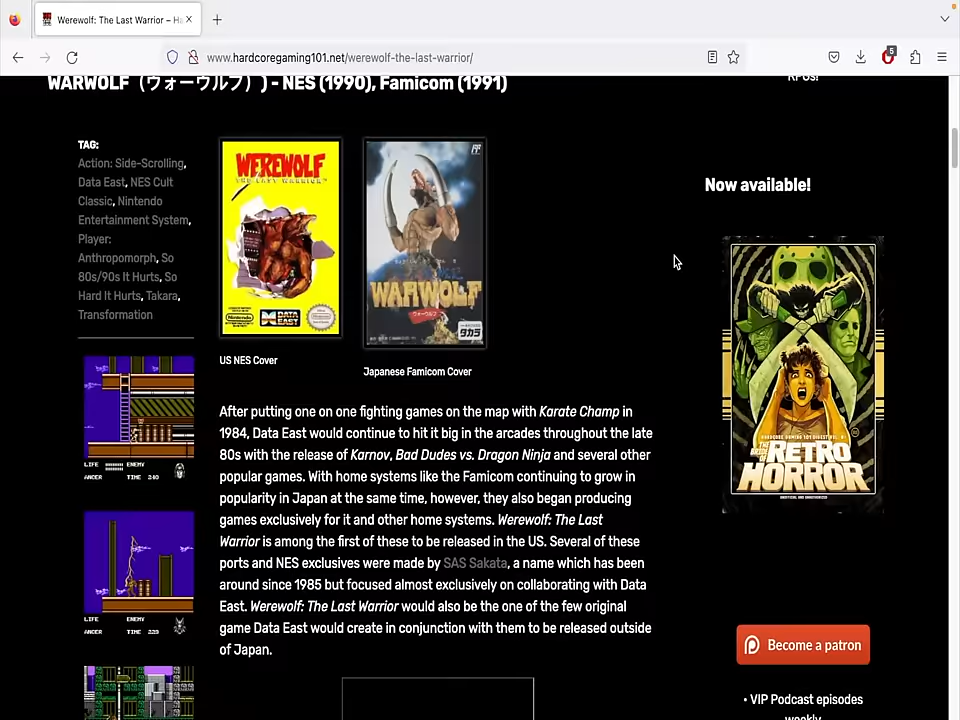 Werewolf: The Last Warrior – Ha
www.hardcoregaming101.net/werewolf-the-last-warrior/
5
WARWOLF (ウォーウルフ) ) - NES (1990), Famicom (1991)
RPGs!
TAG:
Action: Side-Scrolling,
Data East, NES Cult
Classic, Nintendo
Entertainment System,
Player:
Anthropomorph, So
80s/90s It Hurts, So
Hard It Hurts, Takara,
Transformation
WEREWOLF
THE LAST WARRIOR
Nintendo
DATA EAST
US NES Cover
WARWOLF
ウォーウルフ
タカラ
Japanese Famicom Cover
Now available!
THE BRIDE OF
RETRO
HORROR
LIFE ENEMY
ANGER TIME 240
LIFE ENEMY
ANGER TIME 229
After putting one on one fighting games on the map with Karate Champ in
1984, Data East would continue to hit it big in the arcades throughout the late
80s with the release of Karnov, Bad Dudes vs. Dragon Ninja and several other
popular games. With home systems like the Famicom continuing to grow in
popularity in Japan at the same time, however, they also began producing
games exclusively for it and other home systems. Werewolf: The Last
Warrior is among the first of these to be released in the US. Several of these
ports and NES exclusives were made by SAS Sakata, a name which has been
around since 1985 but focused almost exclusively on collaborating with Data
East. Werewolf: The Last Warrior would also be the one of the few original
game Data East would create in conjunction with them to be released outside
of Japan.
Become a patron
• VIP Podcast episodes
weekly